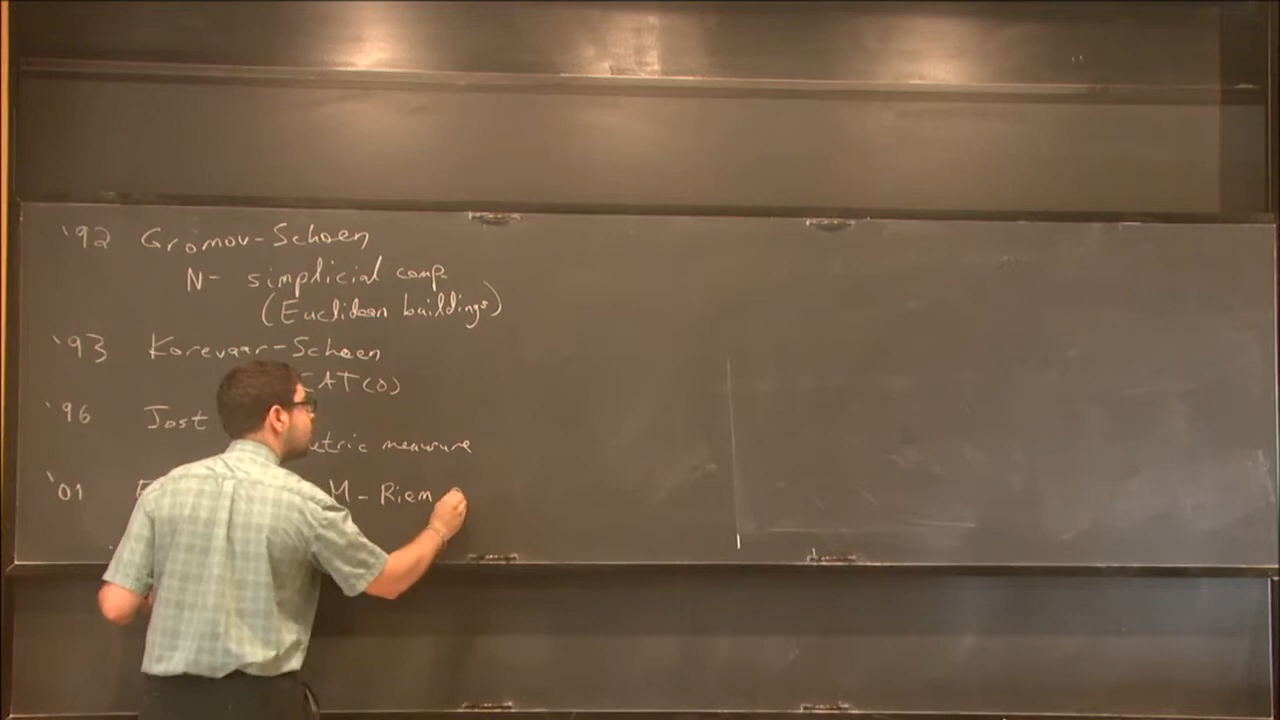 '92 Gromov-Schoen
N- simplicial comp.
(Euclidean buildings)
'93 Korevaar-Schoen
CAT(0)
'96 Jost
etric measure
'01 M - Riem